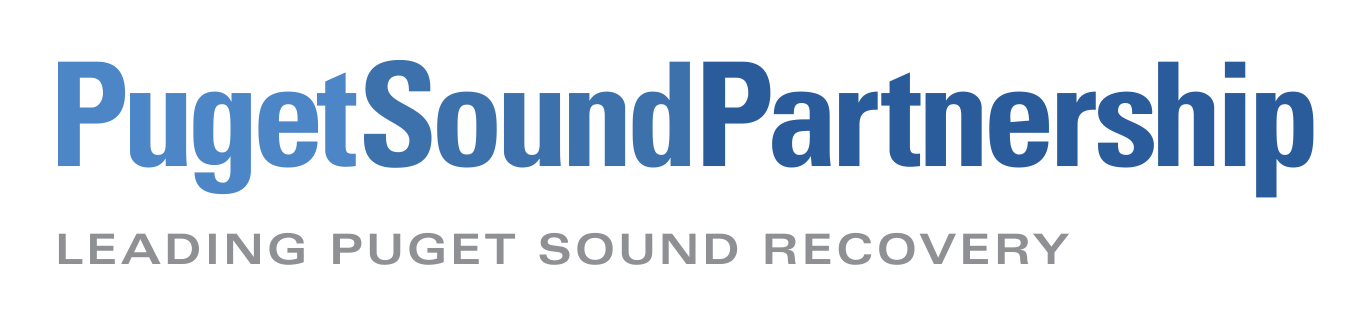 PugetSoundPartnership
LEADING PUGET SOUND RECOVERY